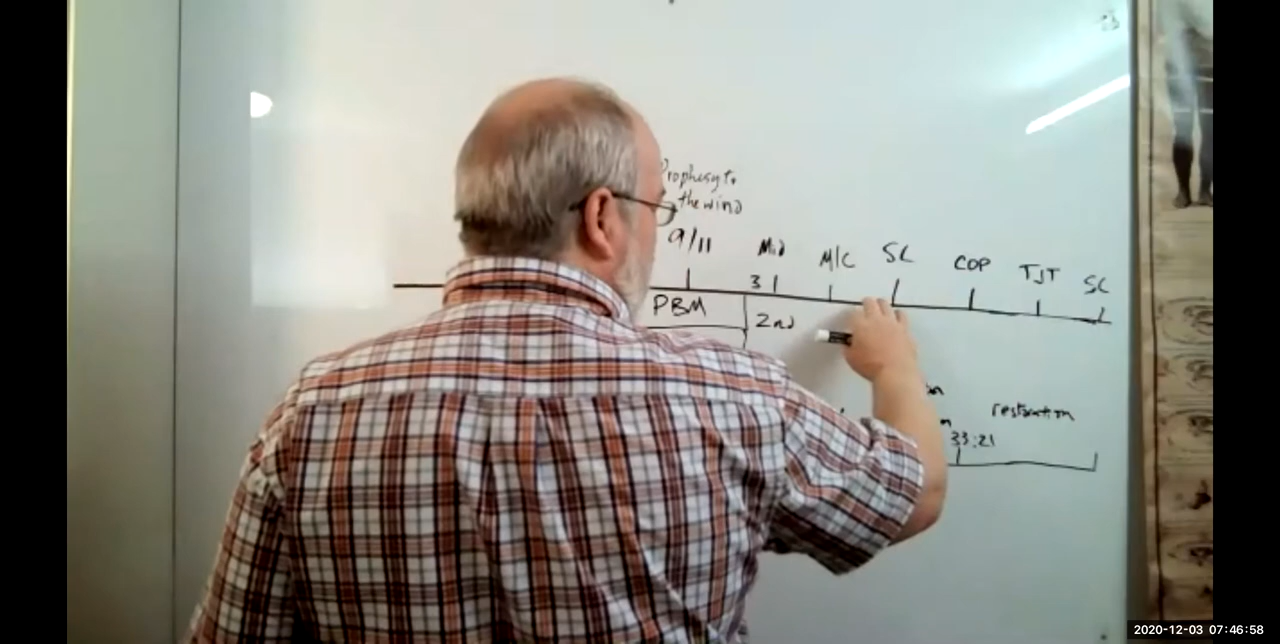 Prophesy to
the wind
9/11 Mid M/C SL COP TJT SC
3
PBM 2nd
restoration
33:21
2020-12-03 07:46:58